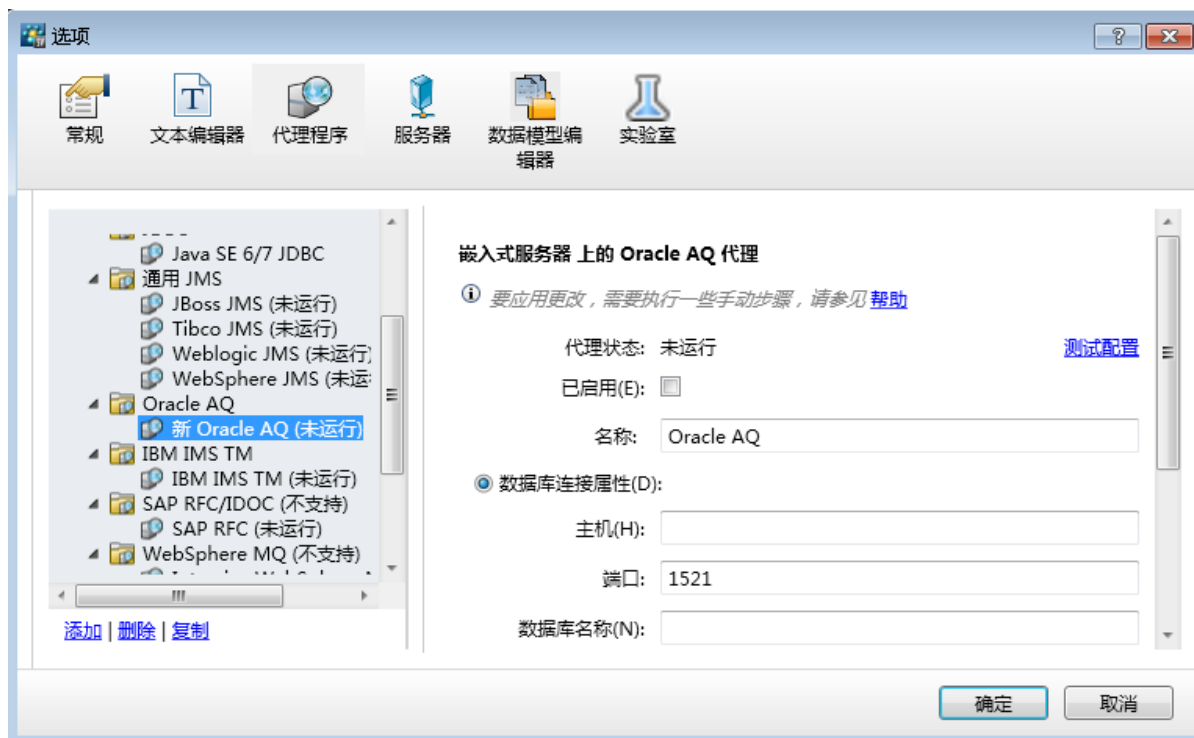 选项
常规
文本编辑器
代理程序
服务器
数据模型编
辑器
实验室
Java SE 6/7 JDBC
通用 JMS
JBoss JMS (未运行)
Tibco JMS (未运行)
Weblogic JMS (未运行)
WebSphere JMS (未运
Oracle AQ
新 Oracle AQ (未运行)
IBM IMS TM
IBM IMS TM (未运行)
SAP RFC/IDOC (不支持)
SAP RFC (未运行)
WebSphere MQ (不支持)
添加 | 删除 | 复制
嵌入式服务器 上的 Oracle AQ 代理
要应用更改，需要执行一些手动步骤，请参见 帮助
代理状态: 未运行 测试配置
已启用(E):
名称: Oracle AQ
数据库连接属性(D):
主机(H):
端口: 1521
数据库名称(N):
确定 取消